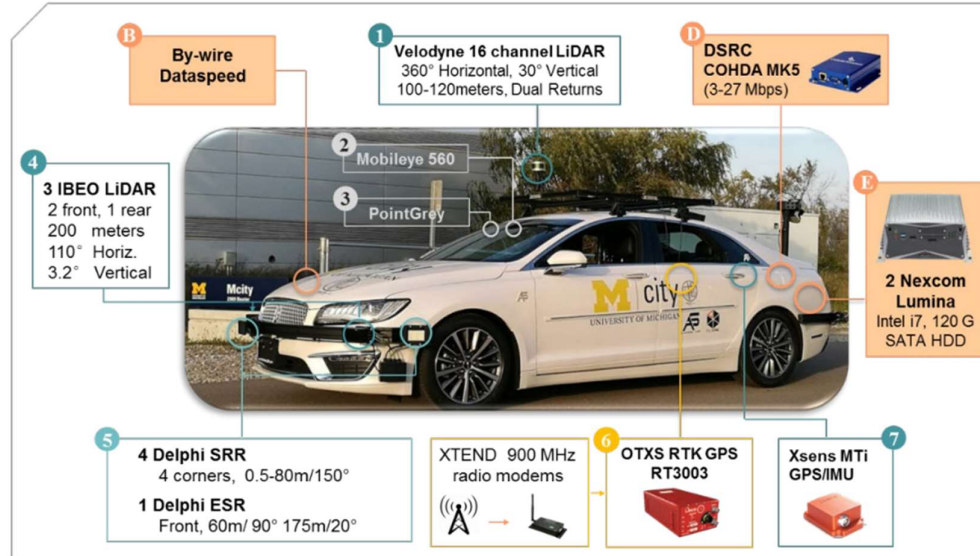 B
By-wire
Dataspeed
1
Velodyne 16 channel LiDAR
360° Horizontal, 30° Vertical
100-120meters, Dual Returns
D
DSRC
COHDA MK5
(3-27 Mbps)
2
Mobileye 560
3
PointGrey
4
3 IBEO LiDAR
2 front, 1 rear
200 meters
110° Horiz.
3.2° Vertical
E
2 Nexcom
Lumina
Intel i7, 120 G
SATA HDD
M
Mcity
M
city
UNIVERSITY OF MICHIGAN
5
4 Delphi SRR
4 corners, 0.5-80m/150°
1 Delphi ESR
Front, 60m/ 90° 175m/20°
XTEND 900 MHz
radio modems
6
OTXS RTK GPS
RT3003
7
Xsens MTi
GPS/IMU